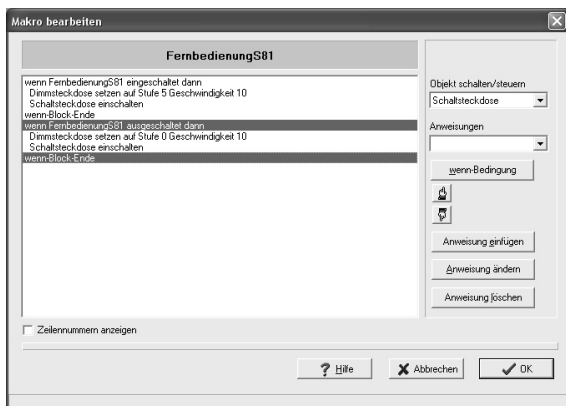 Makro bearbeiten
FernbedienungS81
wenn FernbedienungS81 eingeschaltet dann
Dimmsteckdose setzen auf Stufe 5 Geschwindigkeit 10
Schaltsteckdose einschalten
wenn-Block-Ende
wenn FernbedienungS81 ausgeschaltet dann
Dimmsteckdose setzen auf Stufe 0 Geschwindigkeit 10
Schaltsteckdose einschalten
wenn-Block-Ende
Objekt schalten/steuern
Schaltsteckdose
Anweisungen
wenn-Bedingung
Anweisung einfügen
Anweisung ändern
Anweisung löschen
Zeilennummern anzeigen
Hilfe
Abbrechen
OK